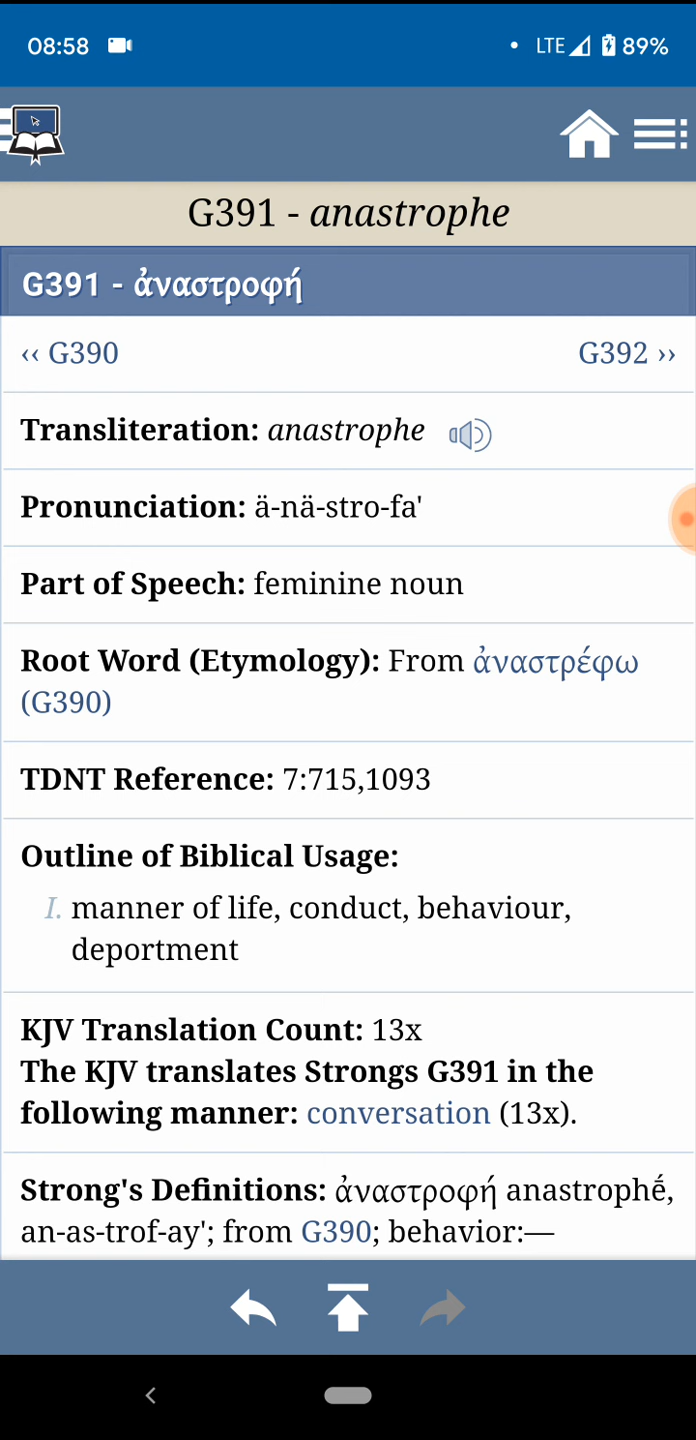 08:58 LTE 89%
G391 - anastrophe
G391 - ἀναστροφή
‹‹ G390 G392 ››
Transliteration: anastrophe
Pronunciation: ä-nä-stro-fa'
Part of Speech: feminine noun
Root Word (Etymology): From ἀναστρέφω
(G390)
TDNT Reference: 7:715,1093
Outline of Biblical Usage:
I. manner of life, conduct, behaviour,
deportment
KJV Translation Count: 13x
The KJV translates Strongs G391 in the
following manner: conversation (13x).
Strong's Definitions: ἀναστροφή anastrophḗ,
an-as-trof-ay'; from G390; behavior:—